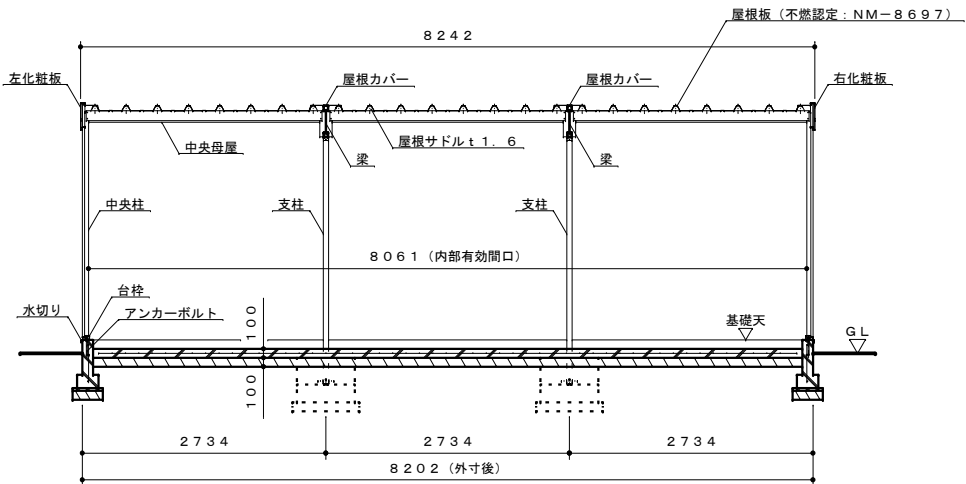 屋根板（不燃認定：ＮＭ－８６９７）
８２４２
左化粧板
屋根カバー
屋根カバー
右化粧板
中央母屋
屋根サドルｔ１．６
梁
梁
中央柱
支柱
支柱
８０６１（内部有効間口）
台枠
水切り
アンカーボルト
１００
基礎天
ＧＬ
１００
２７３４
２７３４
２７３４
８２０２（外寸後）